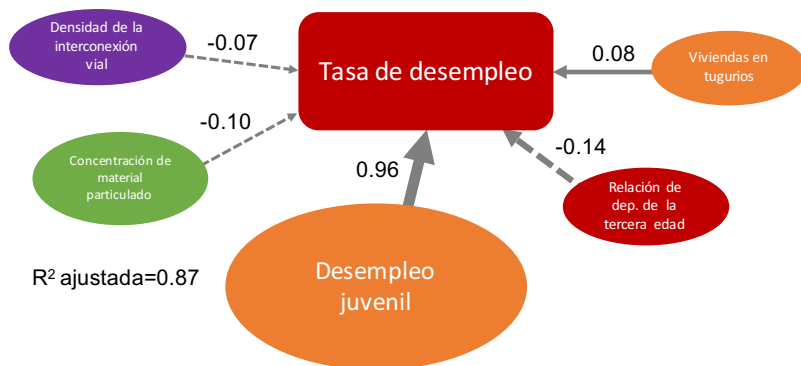 Densidad de la
interconexión
vial
-0.07
Tasa de desempleo
0.08
Viviendas en
tugurios
-0.10
Concentración de
material
particulado
0.96
-0.14
Relación de
dep. de la
tercera edad
R² ajustada=0.87
Desempleo
juvenil